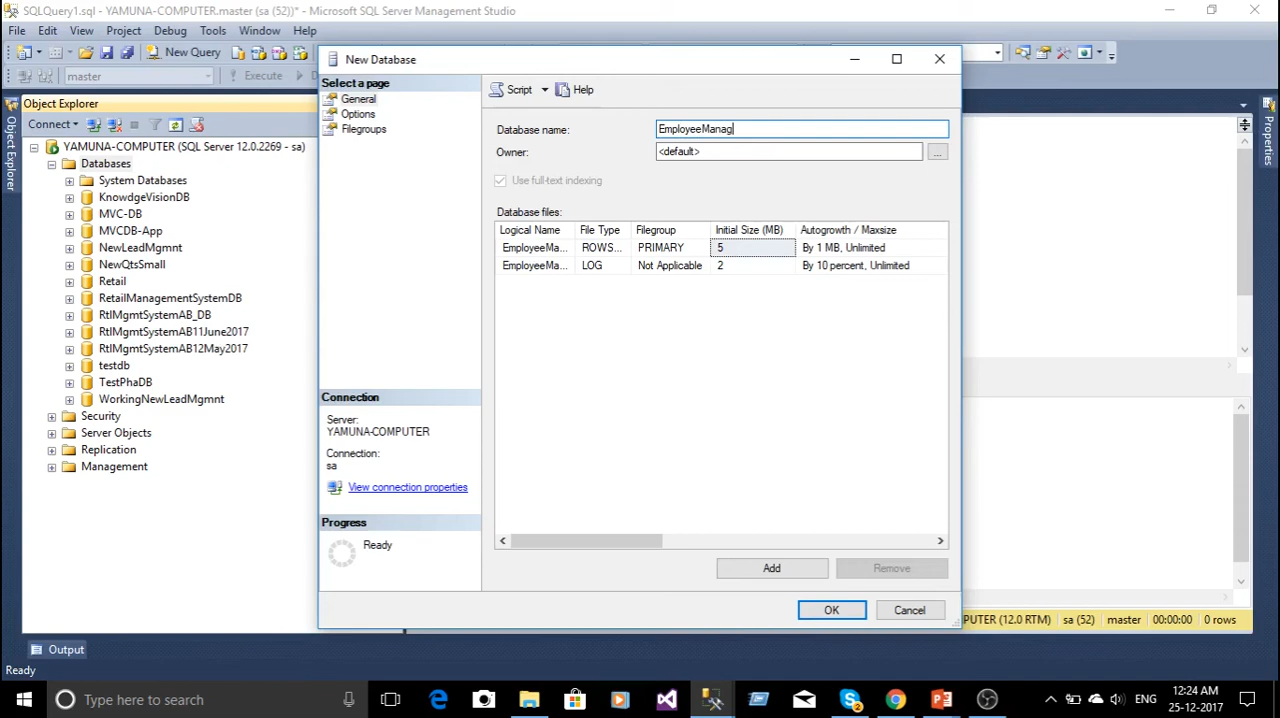 SQLQuery1.sql - YAMUNA-COMPUTER.master (sa (52))* - Microsoft SQL Server Management Studio
File Edit View Project Debug Tools Window Help
New Query
master Execute
Object Explorer
Connect
YAMUNA-COMPUTER (SQL Server 12.0.2269 - sa)
Databases
System Databases
KnowdgeVisionDB
MVC-DB
MVCDB-App
NewLeadMgmnt
NewQtsSmall
Retail
RetailManagementSystemDB
RtlMgmtSystemAB_DB
RtlMgmtSystemAB11June2017
RtlMgmtSystemAB12May2017
testdb
TestPhaDB
WorkingNewLeadMgmnt
Security
Server Objects
Replication
Management
Object Explorer
New Database
Select a page
General
Options
Filegroups
Script Help
Database name: EmployeeManag
Owner: <default> ...
Use full-text indexing
Database files:
Logical Name File Type Filegroup Initial Size (MB) Autogrowth / Maxsize
EmployeeMa... ROWS... PRIMARY 5 By 1 MB, Unlimited
EmployeeMa... LOG Not Applicable 2 By 10 percent, Unlimited
Connection
Server:
YAMUNA-COMPUTER
Connection:
sa
View connection properties
Progress
Ready
Add Remove
OK Cancel
Properties
PUTER (12.0 RTM) sa (52) master 00:00:00 0 rows
Output
Ready
Type here to search
ENG
12:24 AM
25-12-2017